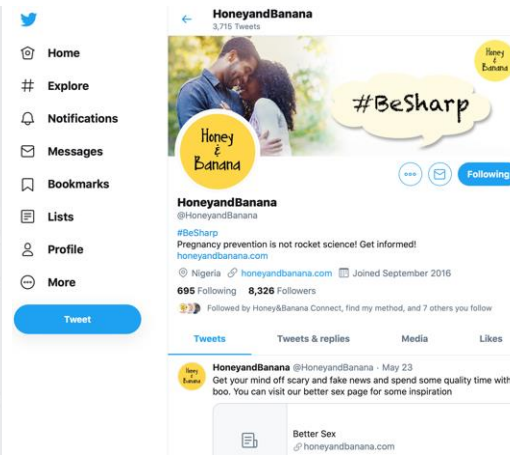 HoneyandBanana
3,715 Tweets
Home
Explore
Notifications
Messages
Bookmarks
Lists
Profile
More
Tweet
Honey
&
Banana
#BeSharp
Honey
&
Banana
Following
HoneyandBanana
@HoneyandBanana
#BeSharp
Pregnancy prevention is not rocket science! Get informed!
honeyandbanana.com
Nigeria honeyandbanana.com Joined September 2016
695 Following 8,326 Followers
Followed by Honey&Banana Connect, find my method, and 7 others you follow
Tweets Tweets & replies Media Likes
Honey
&
Banana
HoneyandBanana @HoneyandBanana · May 23
Get your mind off scary and fake news and spend some quality time with
boo. You can visit our better sex page for some inspiration
Better Sex
honeyandbanana.com